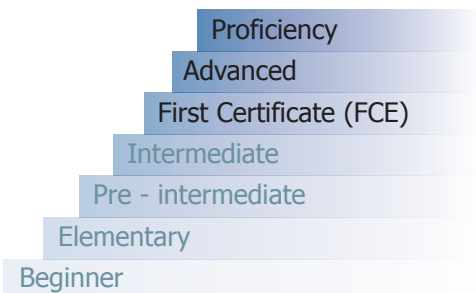 Proficiency
Advanced
First Certificate (FCE)
Intermediate
Pre - intermediate
Elementary
Beginner